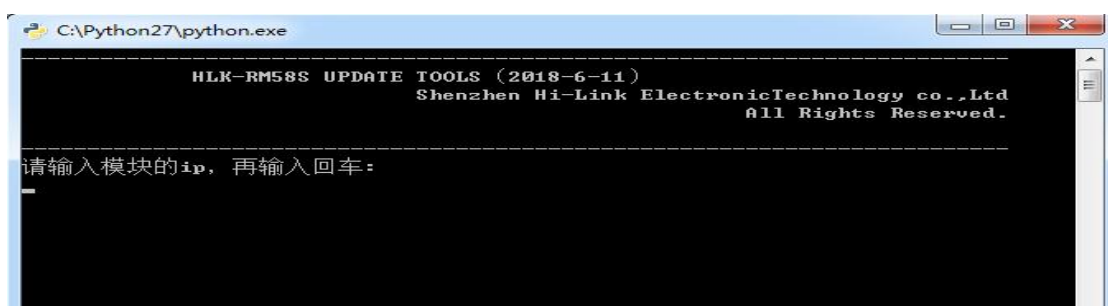 C:\Python27\python.exe
HLK-RM58S UPDATE TOOLS (2018-6-11)
Shenzhen Hi-Link ElectronicTechnology co.,Ltd
All Rights Reserved.
请输入模块的ip, 再输入回车: